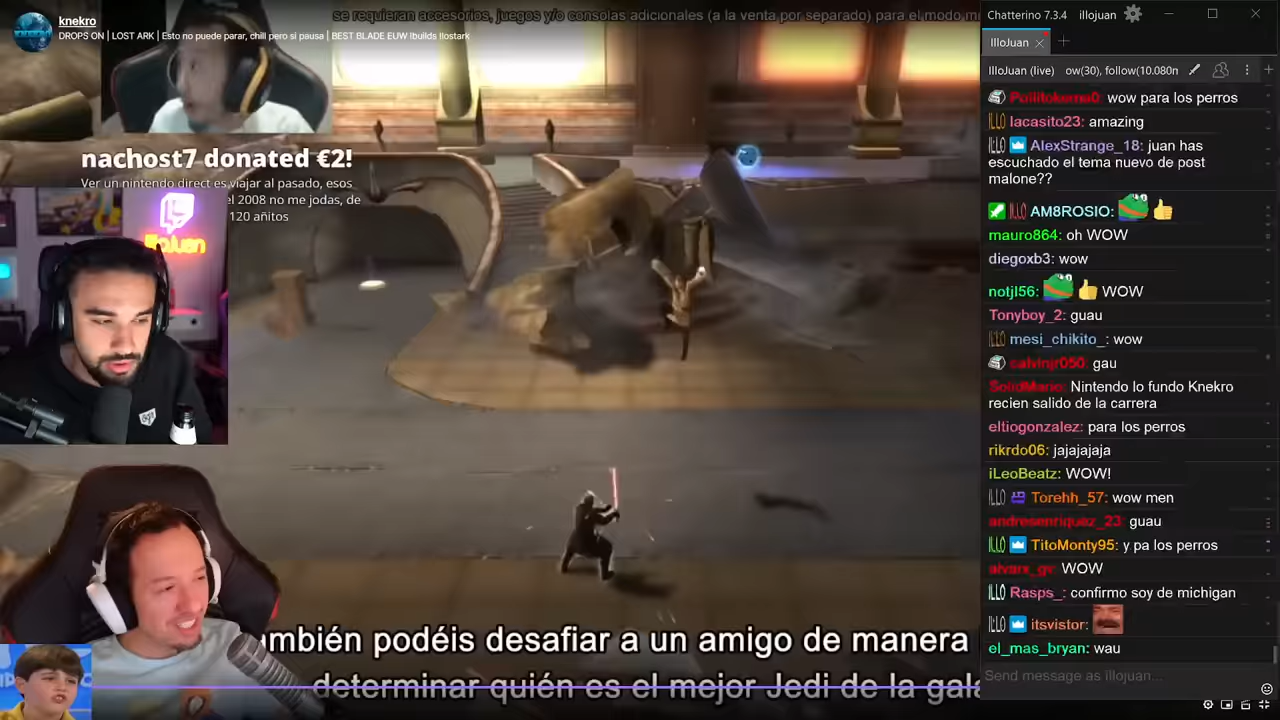 se requieran accesorios, juegos y/o consolas adicionales (a la venta por separado) para el modo
knekro
DROPS ON | LOST ARK | Esto no puede parar, chill pero si pausa | BEST BLADE EUW !builds !lostark
nachost7 donated €2!
Ver un nintendo direct es viajar al pasado, esos
el 2008 no me jodas, de
120 añitos
IlloJuan
ambién podéis desafiar a un amigo de manera
determinar quién es el mejor Jedi de la gala
Chatterino 7.3.4 illojuan
IlloJuan
IlloJuan (live) ow(30), follow(10.080m
wow para los perros
lacasito23: amazing
AlexStrange_18: juan has
escuchado el tema nuevo de post
malone??
AM8ROSIO:
mauro864: oh WOW
diegoxb3: wow
notjl56: WOW
Tonyboy_2: guau
mesi_chikito_: wow
calvinjr050: gau
SolidMario: Nintendo lo fundo Knekro
recien salido de la carrera
eltiogonzalez: para los perros
rikrdo06: jajajajaja
iLeoBeatz: WOW!
Torehh_57: wow men
andresenriquez_23: guau
TitoMonty95: y pa los perros
alvarx_gv: WOW
Rasps_: confirmo soy de michigan
itsvistor:
el_mas_bryan: wau
Send message as illojuan...